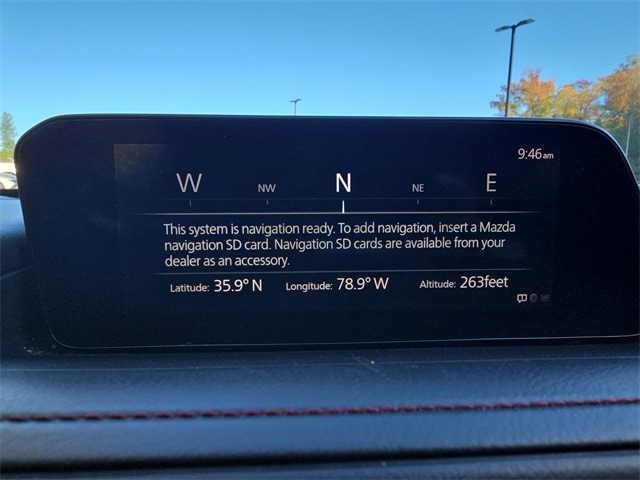 9:46am
W NW N NE E
This system is navigation ready. To add navigation, insert a Mazda
navigation SD card. Navigation SD cards are available from your
dealer as an accessory.
Latitude: 35.9° N Longitude: 78.9° W Altitude: 263feet